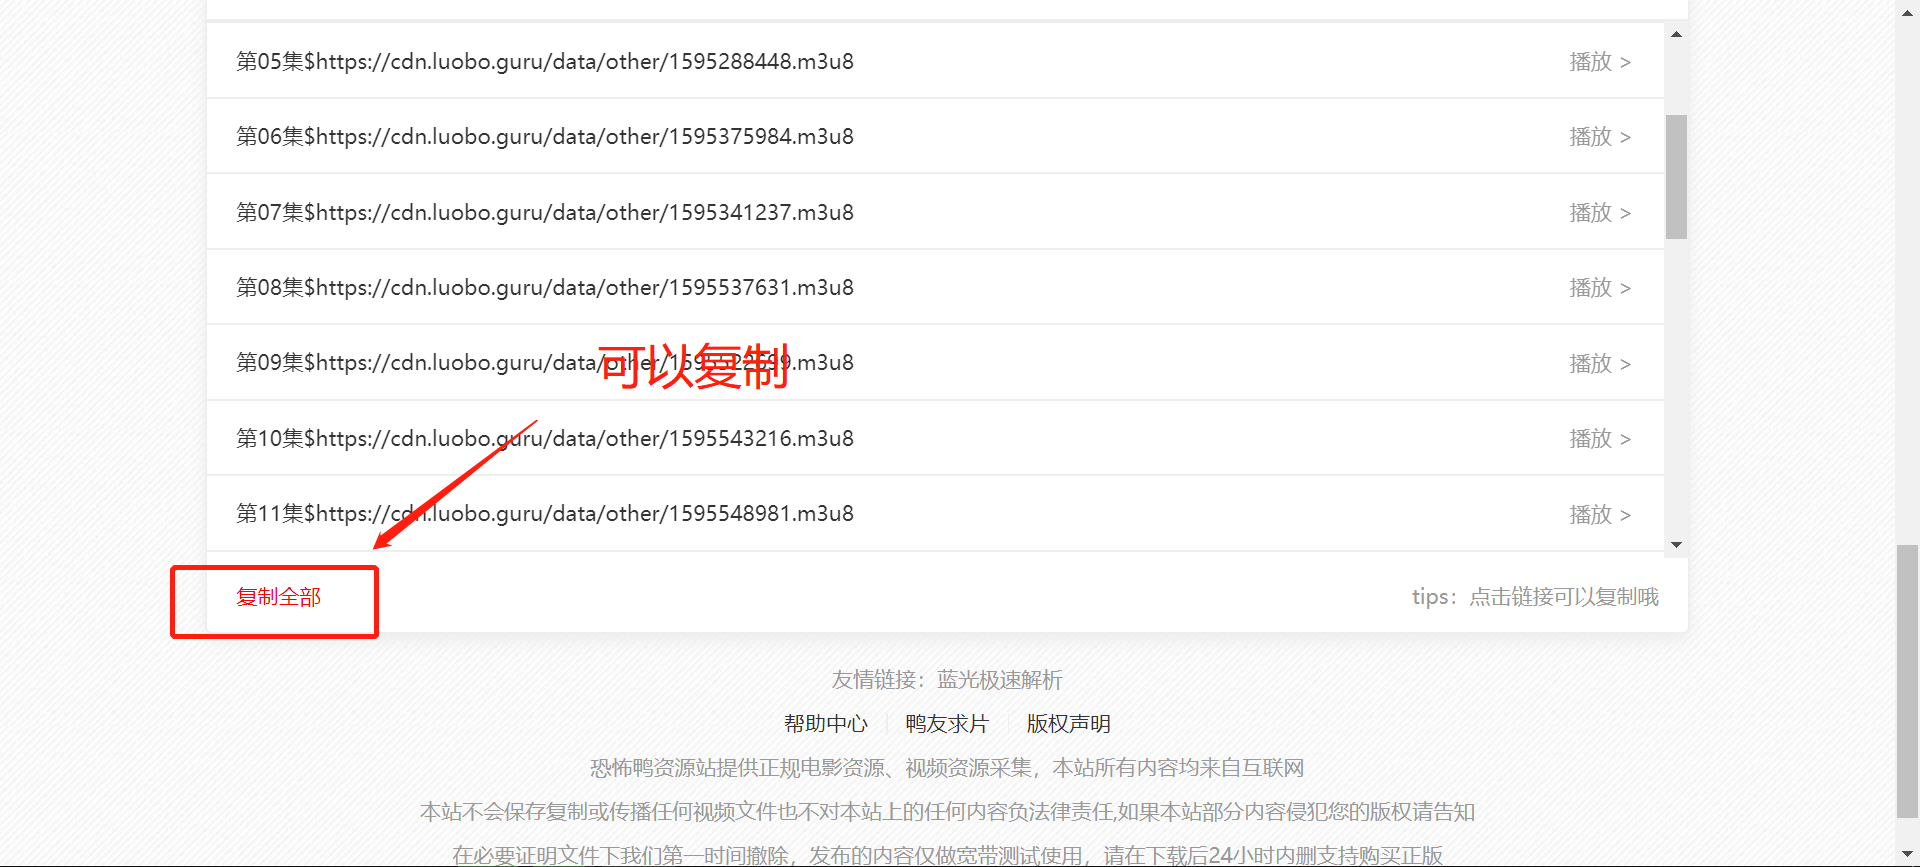 第05集$https://cdn.luobo.guru/data/other/1595288448.m3u8 播放 >
第06集$https://cdn.luobo.guru/data/other/1595375984.m3u8 播放 >
第07集$https://cdn.luobo.guru/data/other/1595341237.m3u8 播放 >
第08集$https://cdn.luobo.guru/data/other/1595537631.m3u8 播放 >
可以复制
第09集$https://cdn.luobo.guru/data/other/ .m3u8 播放 >
第10集$https://cdn.luobo.guru/data/other/1595543216.m3u8 播放 >
第11集$https://cdn.luobo.guru/data/other/1595548981.m3u8 播放 >
复制全部 tips：点击链接可以复制哦
友情链接：蓝光极速解析
帮助中心 鸭友求片 版权声明
恐怖鸭资源站提供正规电影资源、视频资源采集，本站所有内容均来自互联网
本站不会保存复制或传播任何视频文件也不对本站上的任何内容负法律责任,如果本站部分内容侵犯您的版权请告知
在必要证明文件下我们第一时间撤除，发布的内容仅做宽带测试使用，请在下载后24小时内删支持购买正版